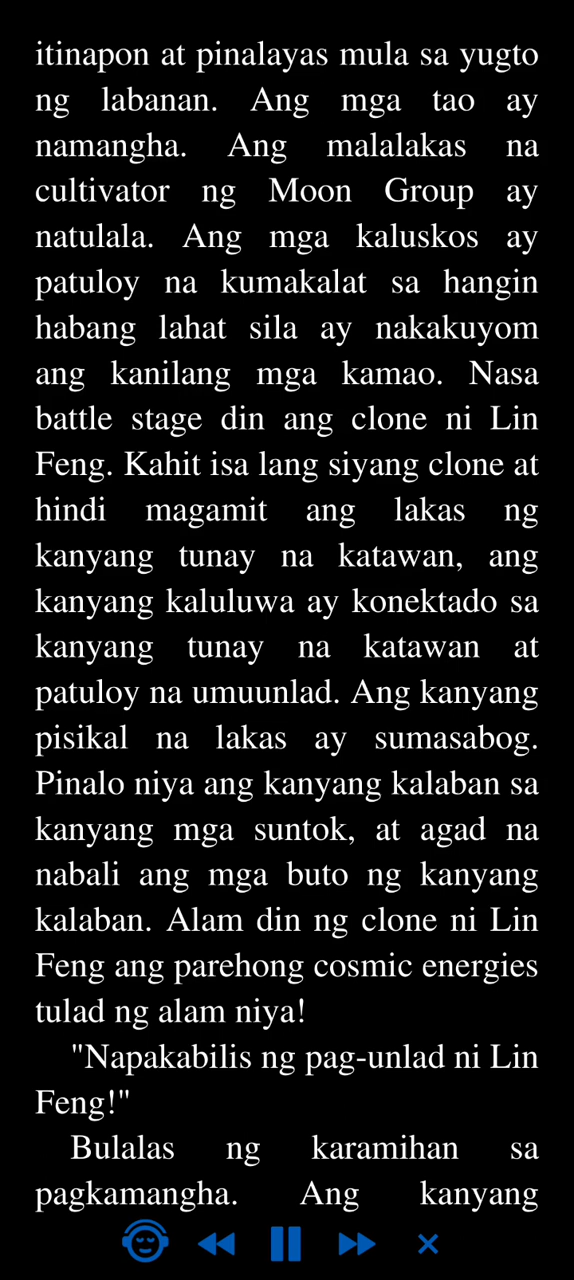 itinapon at pinalayas mula sa yugto
ng labanan. Ang mga tao ay
namangha. Ang malalakas na
cultivator ng Moon Group ay
natulala. Ang mga kaluskos ay
patuloy na kumakalat sa hangin
habang lahat sila ay nakakuyom
ang kanilang mga kamao. Nasa
battle stage din ang clone ni Lin
Feng. Kahit isa lang siyang clone at
hindi magamit ang lakas ng
kanyang tunay na katawan, ang
kanyang kaluluwa ay konektado sa
kanyang tunay na katawan at
patuloy na umuunlad. Ang kanyang
pisikal na lakas ay sumasabog.
Pinalo niya ang kanyang kalaban sa
kanyang mga suntok, at agad na
nabali ang mga buto ng kanyang
kalaban. Alam din ng clone ni Lin
Feng ang parehong cosmic energies
tulad ng alam niya!
"Napakabilis ng pag-unlad ni Lin
Feng!"
Bulalas ng karamihan sa
pagkamangha. Ang kanyang